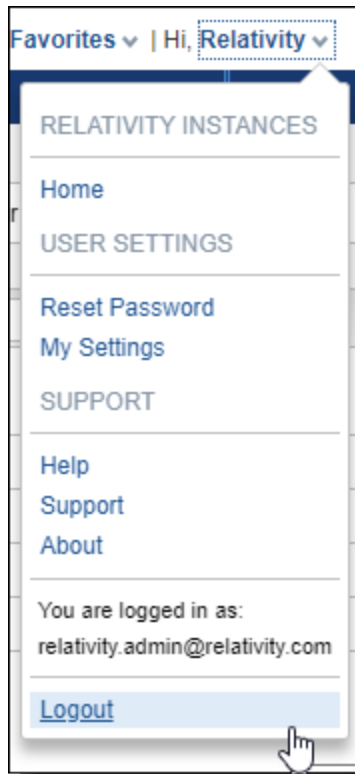 Favorites | Hi, Relativity
RELATIVITY INSTANCES
Home
r
USER SETTINGS
Reset Password
My Settings
SUPPORT
Help
Support
About
You are logged in as:
relativity.admin@relativity.com
Logout